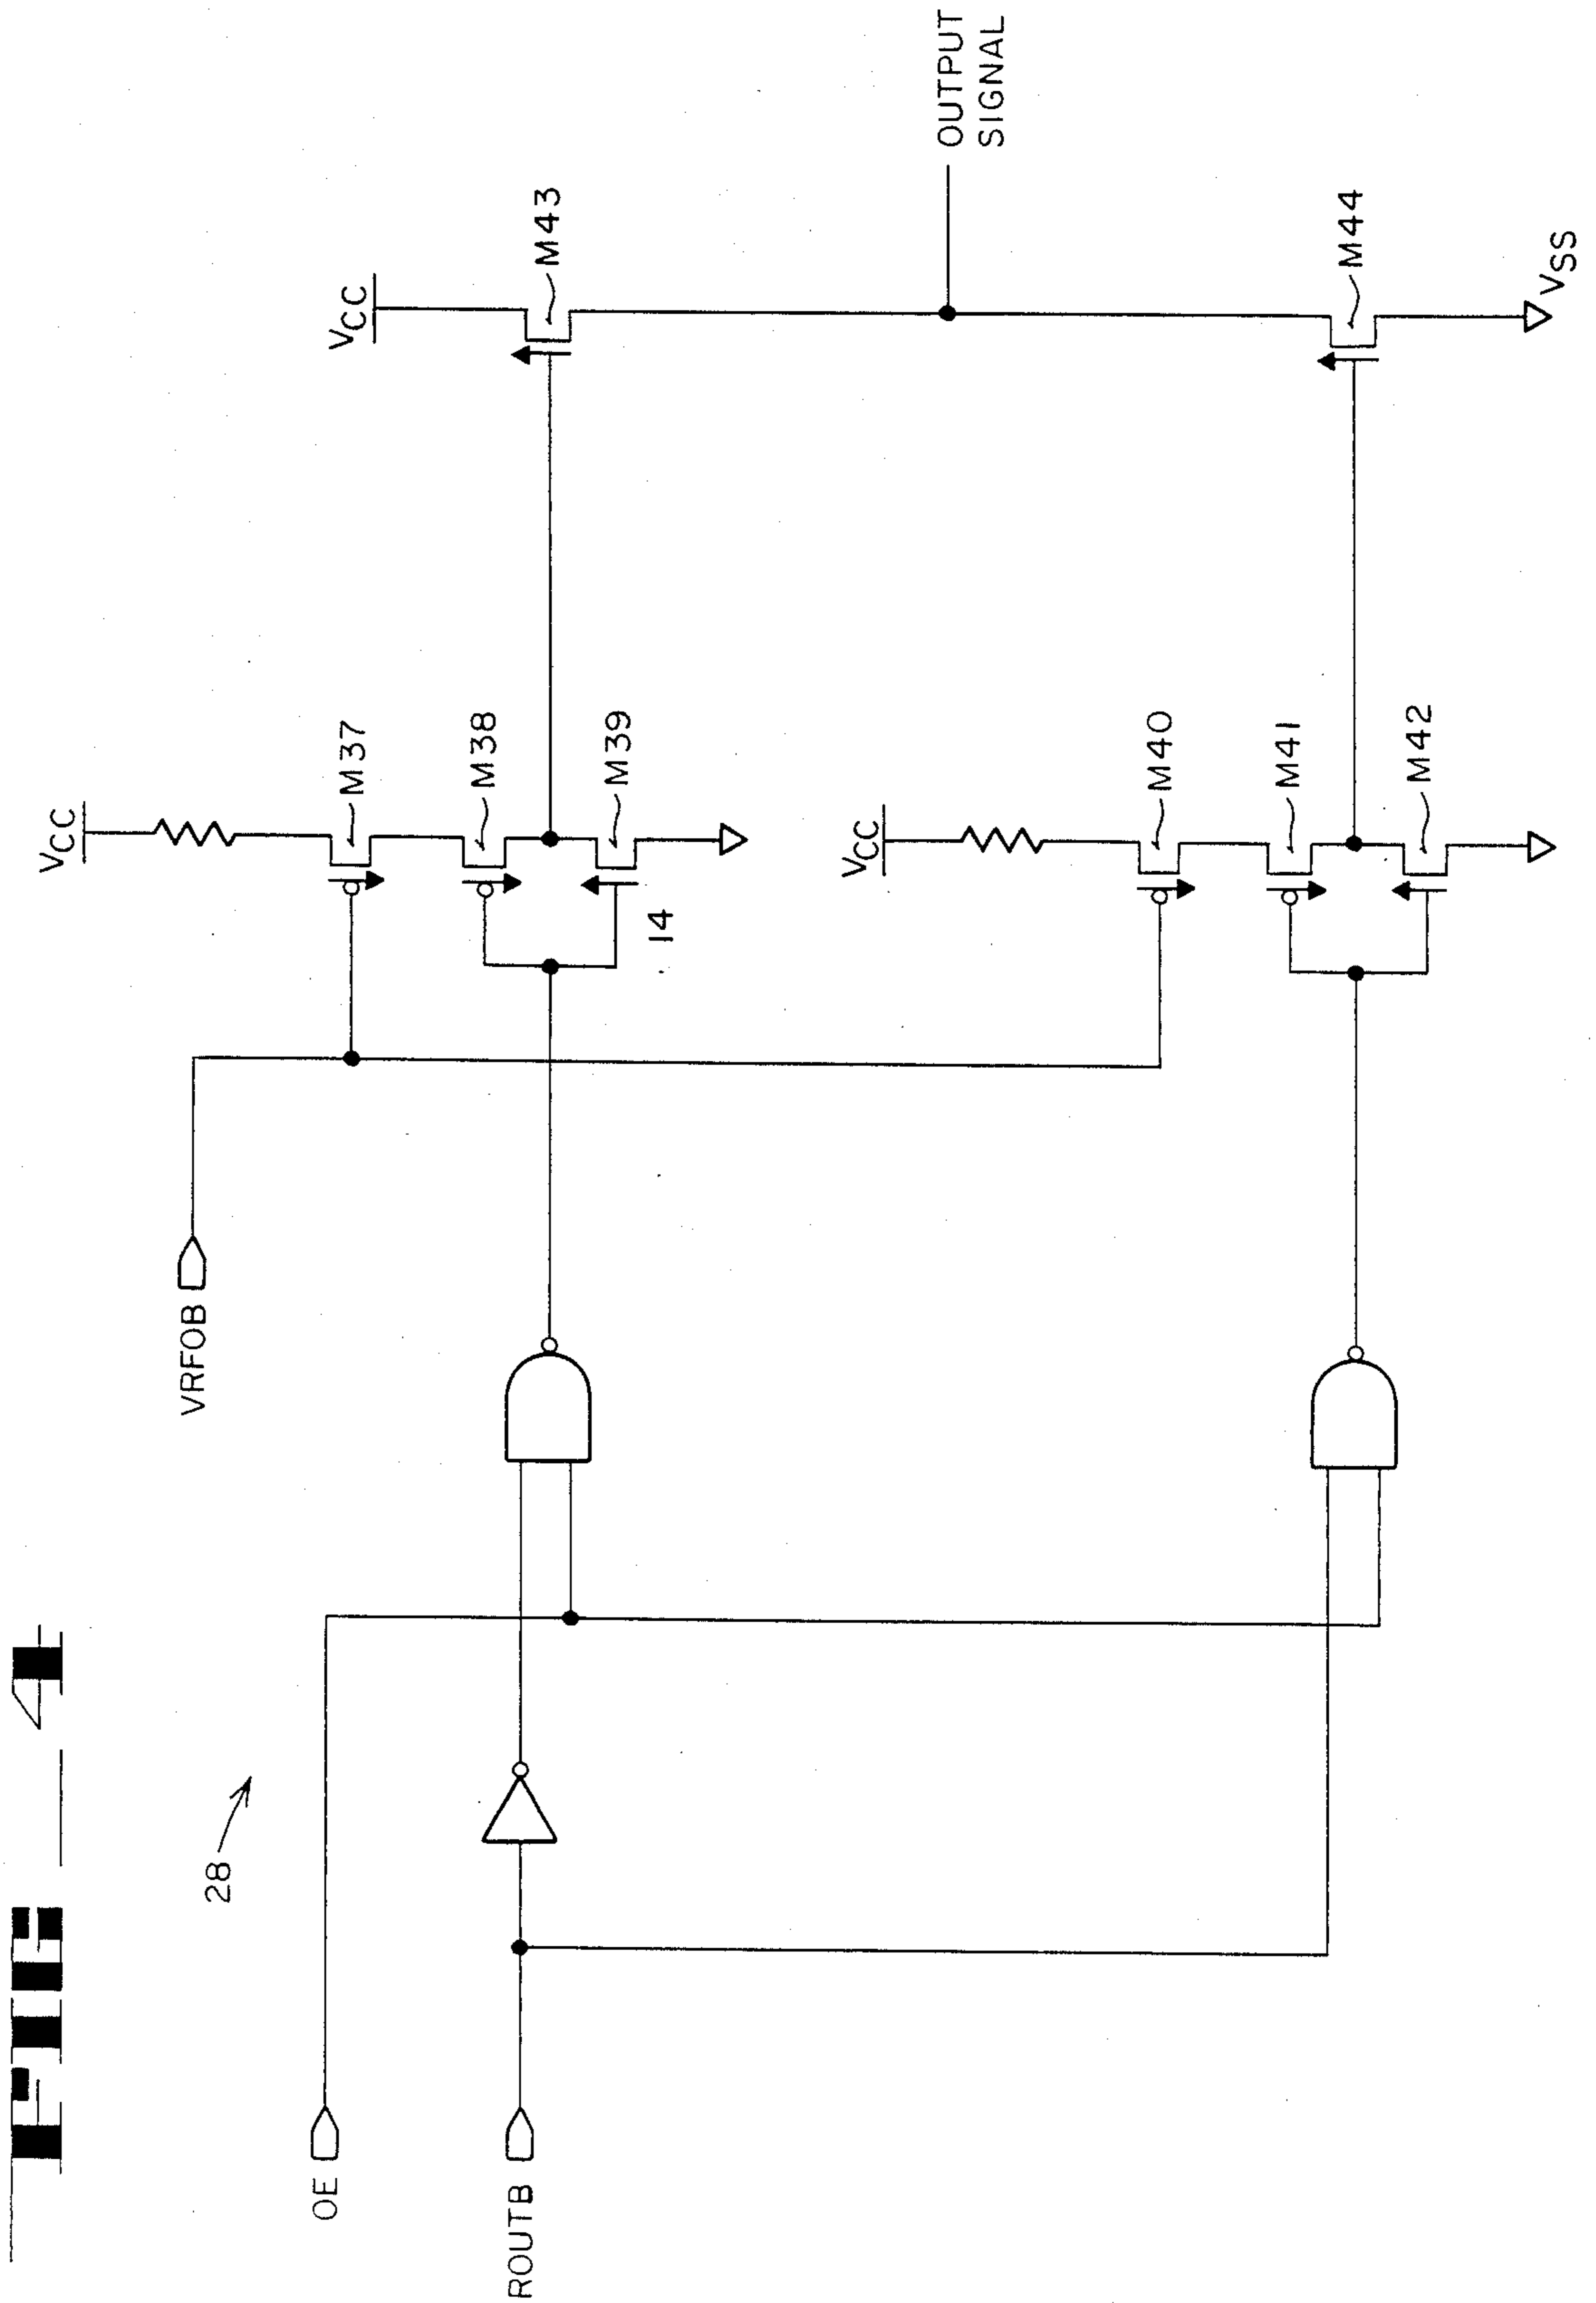 FIG 4
28
OE
ROUTB
VRFOB
VCC
M37
M38
M39
14
VCC
M40
M41
M42
VCC
M43
OUTPUT
SIGNAL
M44
VSS